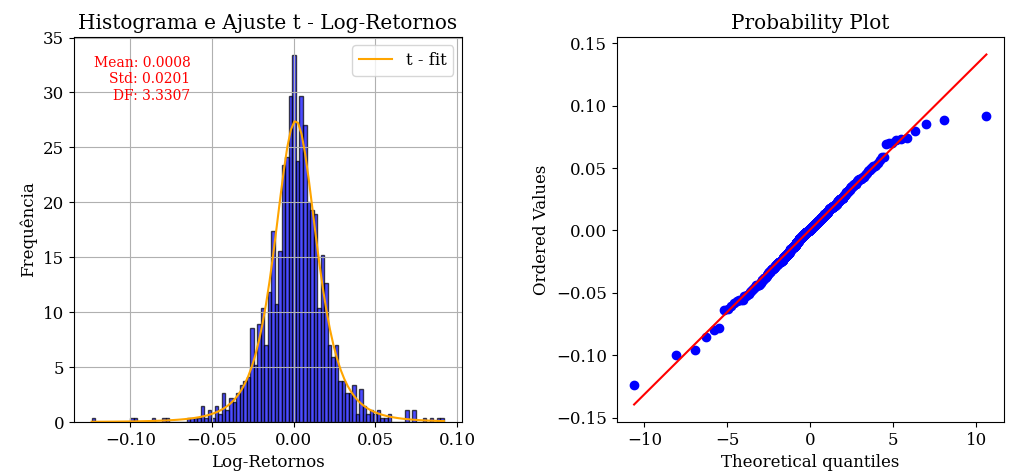 Histograma e Ajuste t - Log-Retornos
Mean: 0.0008
Std: 0.0201
DF: 3.3307
t - fit
35
30
25
20
15
10
5
0
Frequência
−0.10
−0.05
0.00
0.05
0.10
Log-Retornos
Probability Plot
0.15
0.10
0.05
0.00
−0.05
−0.10
−0.15
Ordered Values
−10
−5
0
5
10
Theoretical quantiles